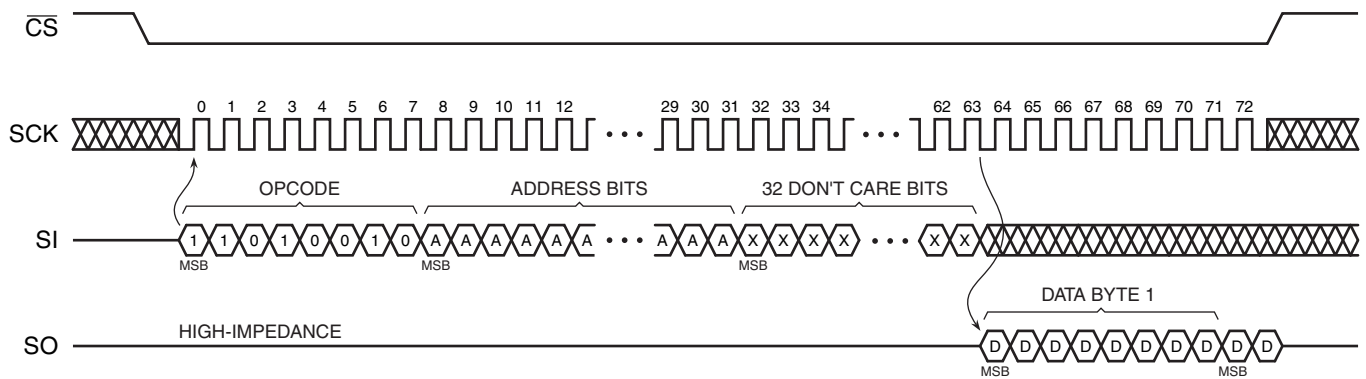 CS
0 1 2 3 4 5 6 7 8 9 10 11 12 29 30 31 32 33 34 62 63 64 65 66 67 68 69 70 71 72
SCK
OPCODE ADDRESS BITS 32 DON'T CARE BITS
SI 1 1 0 1 0 0 1 0 A A A A A A A A A X X X X X X
MSB MSB MSB
DATA BYTE 1
HIGH-IMPEDANCE
SO D D D D D D D D D D
MSB MSB